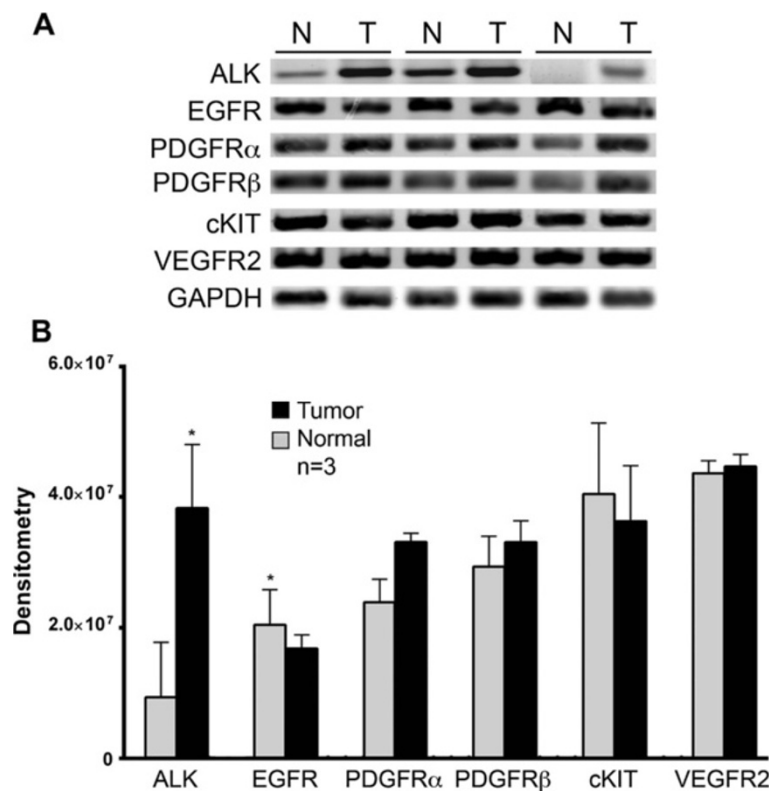 A
N T N T N T
ALK
EGFR
PDGFRα
PDGFRβ
cKIT
VEGFR2
GAPDH
B
6.0×10⁷
4.0×10⁷
2.0×10⁷
0
Densitometry
Tumor
Normal
n=3
*
*
ALK EGFR PDGFRα PDGFRβ cKIT VEGFR2